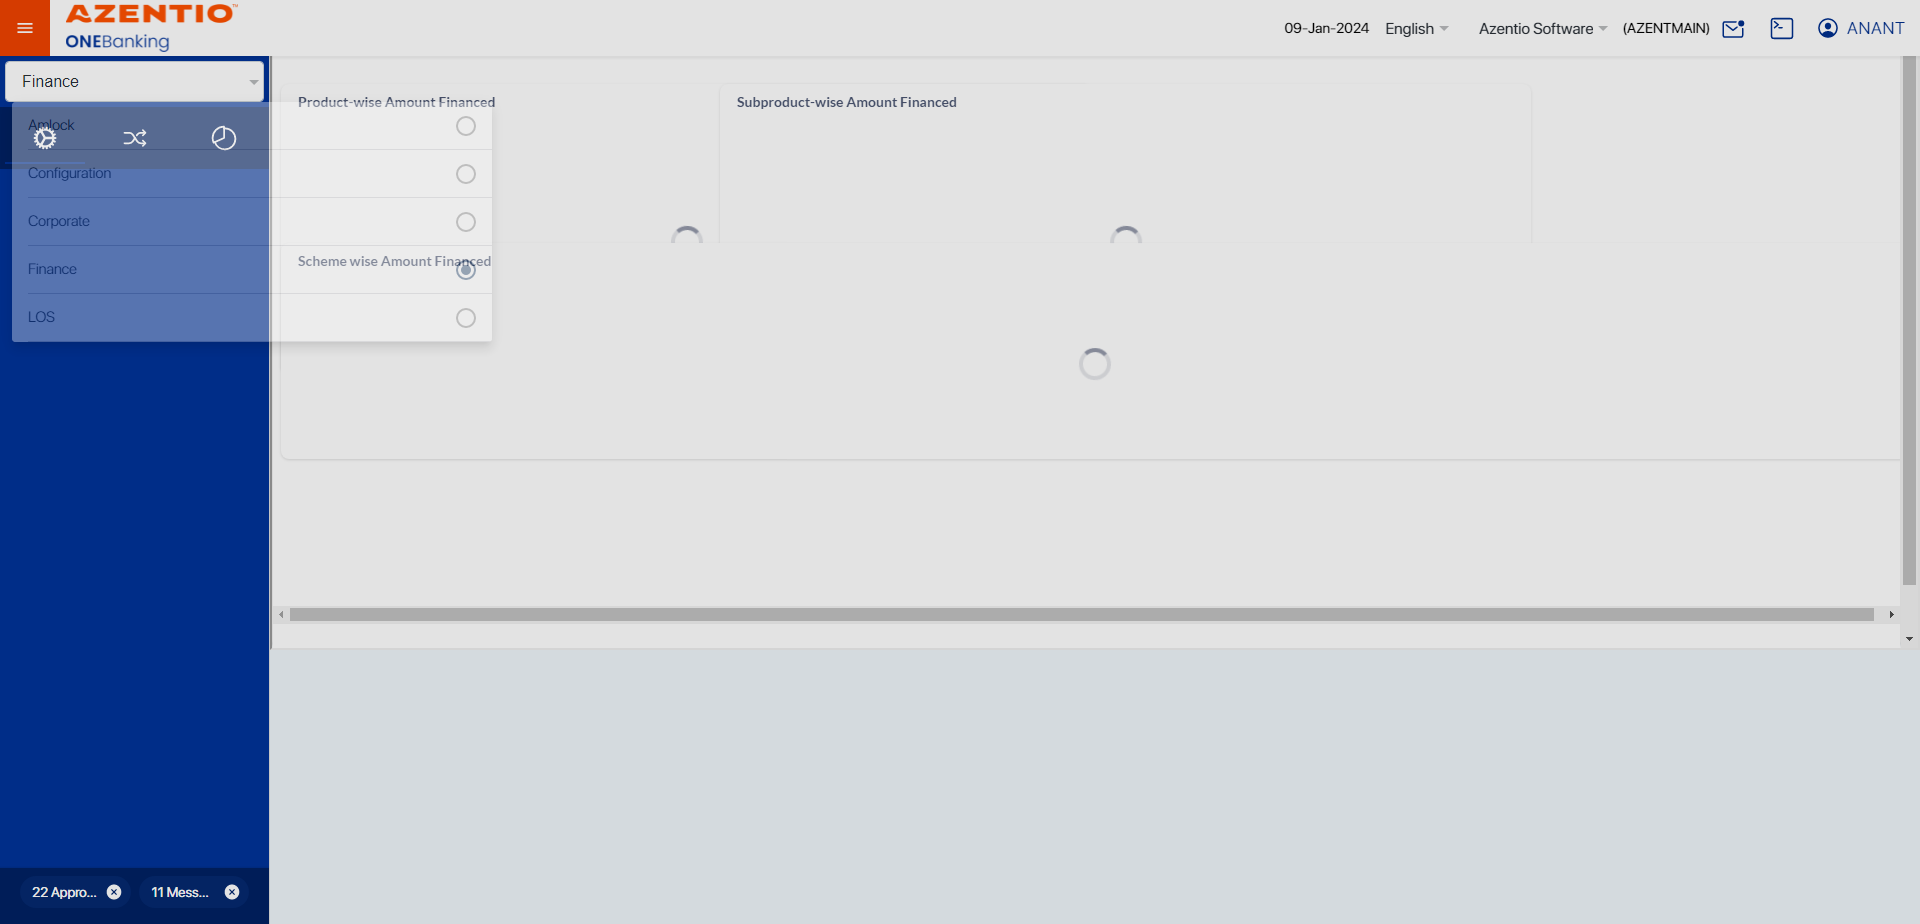 AZENTIO™
ONEBanking
09-Jan-2024 English Azentio Software (AZENTMAIN) ANANT
Finance
Product-wise Amount Financed
Subproduct-wise Amount Financed
Amlock
Configuration
Corporate
Scheme wise Amount Financed
Finance
LOS
22 Appro...
11 Mess...